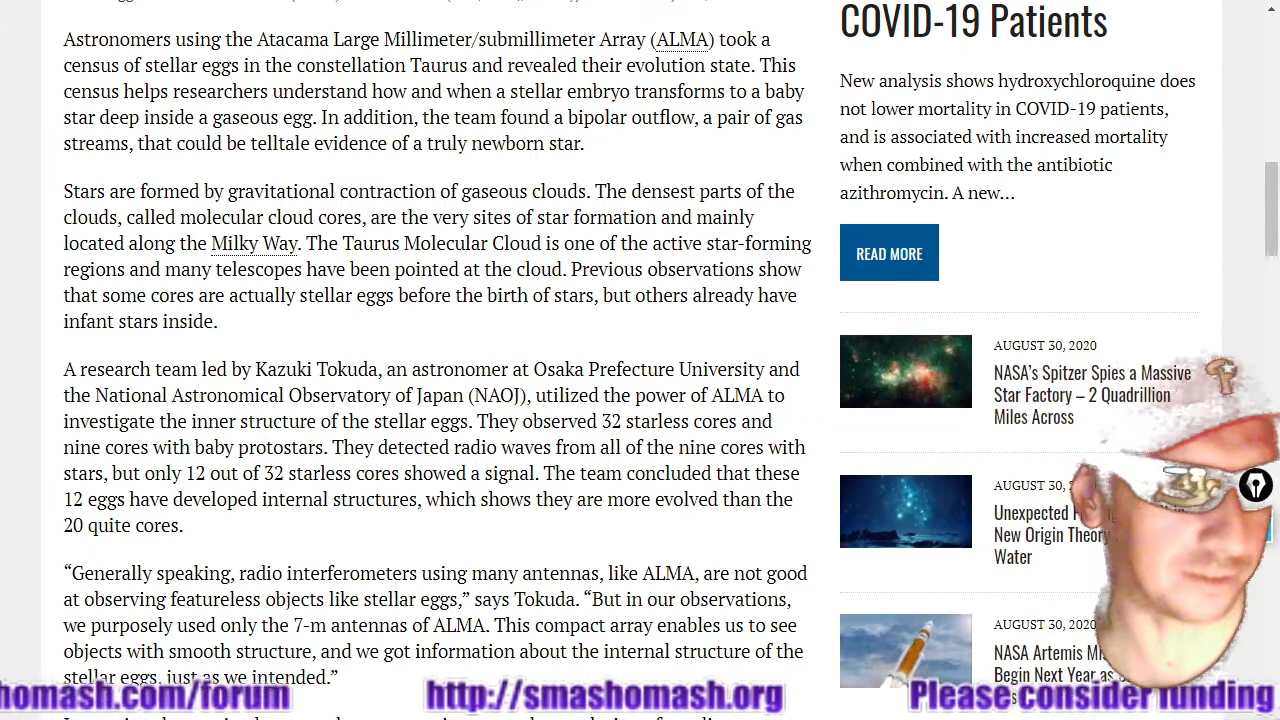 Astronomers using the Atacama Large Millimeter/submillimeter Array (ALMA) took a
census of stellar eggs in the constellation Taurus and revealed their evolution state. This
census helps researchers understand how and when a stellar embryo transforms to a baby
star deep inside a gaseous egg. In addition, the team found a bipolar outflow, a pair of gas
streams, that could be telltale evidence of a truly newborn star.
Stars are formed by gravitational contraction of gaseous clouds. The densest parts of the
clouds, called molecular cloud cores, are the very sites of star formation and mainly
located along the Milky Way. The Taurus Molecular Cloud is one of the active star-forming
regions and many telescopes have been pointed at the cloud. Previous observations show
that some cores are actually stellar eggs before the birth of stars, but others already have
infant stars inside.
A research team led by Kazuki Tokuda, an astronomer at Osaka Prefecture University and
the National Astronomical Observatory of Japan (NAOJ), utilized the power of ALMA to
investigate the inner structure of the stellar eggs. They observed 32 starless cores and
nine cores with baby protostars. They detected radio waves from all of the nine cores with
stars, but only 12 out of 32 starless cores showed a signal. The team concluded that these
12 eggs have developed internal structures, which shows they are more evolved than the
20 quite cores.
“Generally speaking, radio interferometers using many antennas, like ALMA, are not good
at observing featureless objects like stellar eggs,” says Tokuda. “But in our observations,
we purposely used only the 7-m antennas of ALMA. This compact array enables us to see
objects with smooth structure, and we got information about the internal structure of the
stellar eggs, just as we intended.”
COVID-19 Patients
New analysis shows hydroxychloroquine does
not lower mortality in COVID-19 patients,
and is associated with increased mortality
when combined with the antibiotic
azithromycin. A new…
READ MORE
AUGUST 30, 2020
NASA’s Spitzer Spies a Massive
Star Factory – 2 Quadrillion
Miles Across
AUGUST 30,
Unexpected
New Origin Theory
Water
AUGUST 30, 2020
NASA Artemis
Begin Next Year as
homash.com/forum
http://smashomash.org
Please consider funding